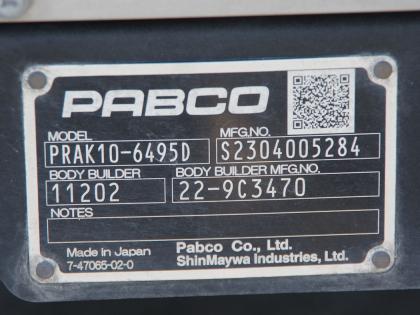 PABCO
MODEL MFG.NO.
PRAK10-6495D S2304005284
BODY BUILDER BODY BUILDER MFG.NO.
11202 22-9C3470
NOTES
Made in Japan Pabco Co., Ltd.
7-47065-02-0 ShinMaywa Industries, Ltd.